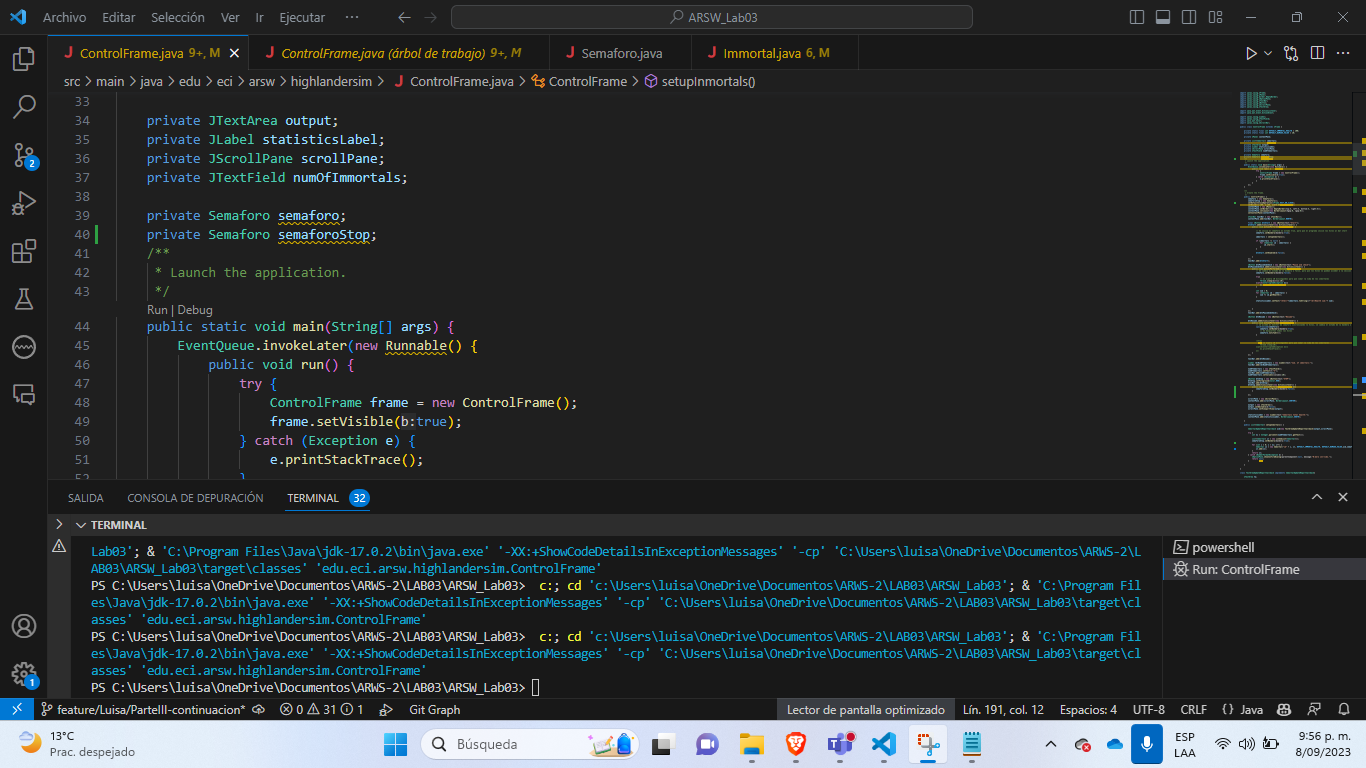 Archivo Editar Selección Ver Ir Ejecutar ··· ARSW_Lab03
ControlFrame.java 9+, M ControlFrame.java (árbol de trabajo) 9+, M Semaforo.java Immortal.java 6, M
src > main > java > edu > eci > arsw > highlandersim > ControlFrame.java > ControlFrame > setupInmortals()
33
34 private JTextArea output;
35 private JLabel statisticsLabel;
36 private JScrollPane scrollPane;
37 private JTextField numOfImmortals;
38
39 private Semaforo semaforo;
40 private Semaforo semaforoStop;
41 /**
42 * Launch the application.
43 */
Run | Debug
44 public static void main(String[] args) {
45 EventQueue.invokeLater(new Runnable() {
46 public void run() {
47 try {
48 ControlFrame frame = new ControlFrame();
49 frame.setVisible(b:true);
50 } catch (Exception e) {
51 e.printStackTrace();
52 }
SALIDA CONSOLA DE DEPURACIÓN TERMINAL 32
TERMINAL
Lab03'; & 'C:\Program Files\Java\jdk-17.0.2\bin\java.exe' '-XX:+ShowCodeDetailsInExceptionMessages' '-cp' 'C:\Users\luisa\OneDrive\Documentos\ARWS-2\L
AB03\ARSW_Lab03\target\classes' 'edu.eci.arsw.highlandersim.ControlFrame'
PS C:\Users\luisa\OneDrive\Documentos\ARWS-2\LAB03\ARSW_Lab03> c:; cd 'c:\Users\luisa\OneDrive\Documentos\ARWS-2\LAB03\ARSW_Lab03'; & 'C:\Program Fil
es\Java\jdk-17.0.2\bin\java.exe' '-XX:+ShowCodeDetailsInExceptionMessages' '-cp' 'C:\Users\luisa\OneDrive\Documentos\ARWS-2\LAB03\ARSW_Lab03\target\cl
asses' 'edu.eci.arsw.highlandersim.ControlFrame'
PS C:\Users\luisa\OneDrive\Documentos\ARWS-2\LAB03\ARSW_Lab03> c:; cd 'c:\Users\luisa\OneDrive\Documentos\ARWS-2\LAB03\ARSW_Lab03'; & 'C:\Program Fil
es\Java\jdk-17.0.2\bin\java.exe' '-XX:+ShowCodeDetailsInExceptionMessages' '-cp' 'C:\Users\luisa\OneDrive\Documentos\ARWS-2\LAB03\ARSW_Lab03\target\cl
asses' 'edu.eci.arsw.highlandersim.ControlFrame'
PS C:\Users\luisa\OneDrive\Documentos\ARWS-2\LAB03\ARSW_Lab03>
powershell
Run: ControlFrame
2
1
feature/Luisa/ParteIII-continuacion* 0 31 1 Git Graph Lector de pantalla optimizado Lín. 191, col. 12 Espacios: 4 UTF-8 CRLF {} Java
13°C
Prac. despejado
Búsqueda
ESP
LAA
9:56 p. m.
8/09/2023